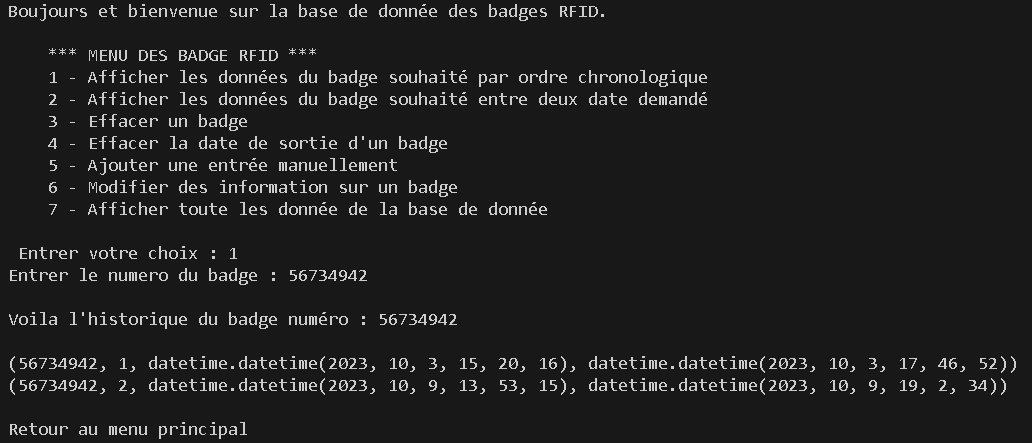 Boujours et bienvenue sur la base de donnée des badges RFID.
*** MENU DES BADGE RFID ***
1 - Afficher les données du badge souhaité par ordre chronologique
2 - Afficher les données du badge souhaité entre deux date demandé
3 - Effacer un badge
4 - Effacer la date de sortie d'un badge
5 - Ajouter une entrée manuellement
6 - Modifier des information sur un badge
7 - Afficher toute les donnée de la base de donnée
Entrer votre choix : 1
Entrer le numero du badge : 56734942
Voila l'historique du badge numéro : 56734942
(56734942, 1, datetime.datetime(2023, 10, 3, 15, 20, 16), datetime.datetime(2023, 10, 3, 17, 46, 52))
(56734942, 2, datetime.datetime(2023, 10, 9, 13, 53, 15), datetime.datetime(2023, 10, 9, 19, 2, 34))
Retour au menu principal